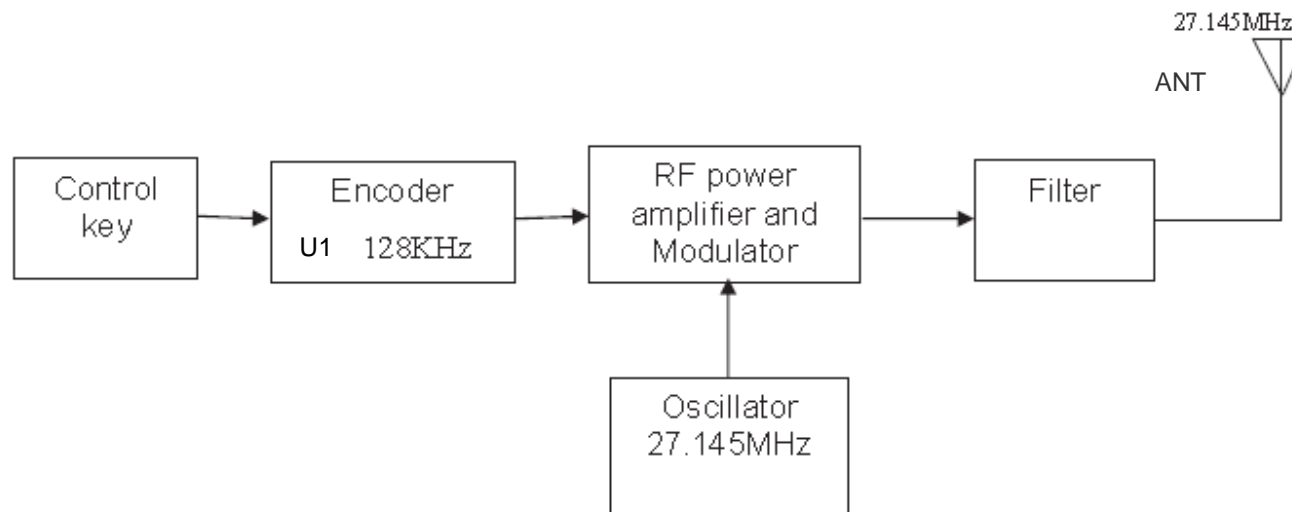 27.145MHz
ANT
Control
key
Encoder
U1 128KHz
RF power
amplifier and
Modulator
Filter
Oscillator
27.145MHz